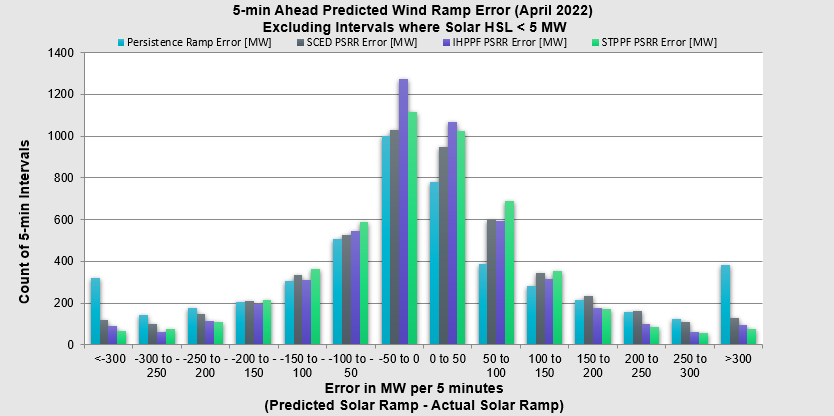 5-min Ahead Predicted Wind Ramp Error (April 2022)
Excluding Intervals where Solar HSL < 5 MW
Persistence Ramp Error [MW] SCED PSRR Error [MW] IHPPF PSRR Error [MW] STPPF PSRR Error [MW]
1400
1200
1000
800
600
400
200
0
Count of 5-min Intervals
<-300 -300 to - -250 to - -200 to - -150 to - -100 to - -50 to 0 0 to 50 50 to 100 to 150 to 200 to 250 to >300
250 200 150 100 50 100 150 200 250 300
Error in MW per 5 minutes
(Predicted Solar Ramp - Actual Solar Ramp)